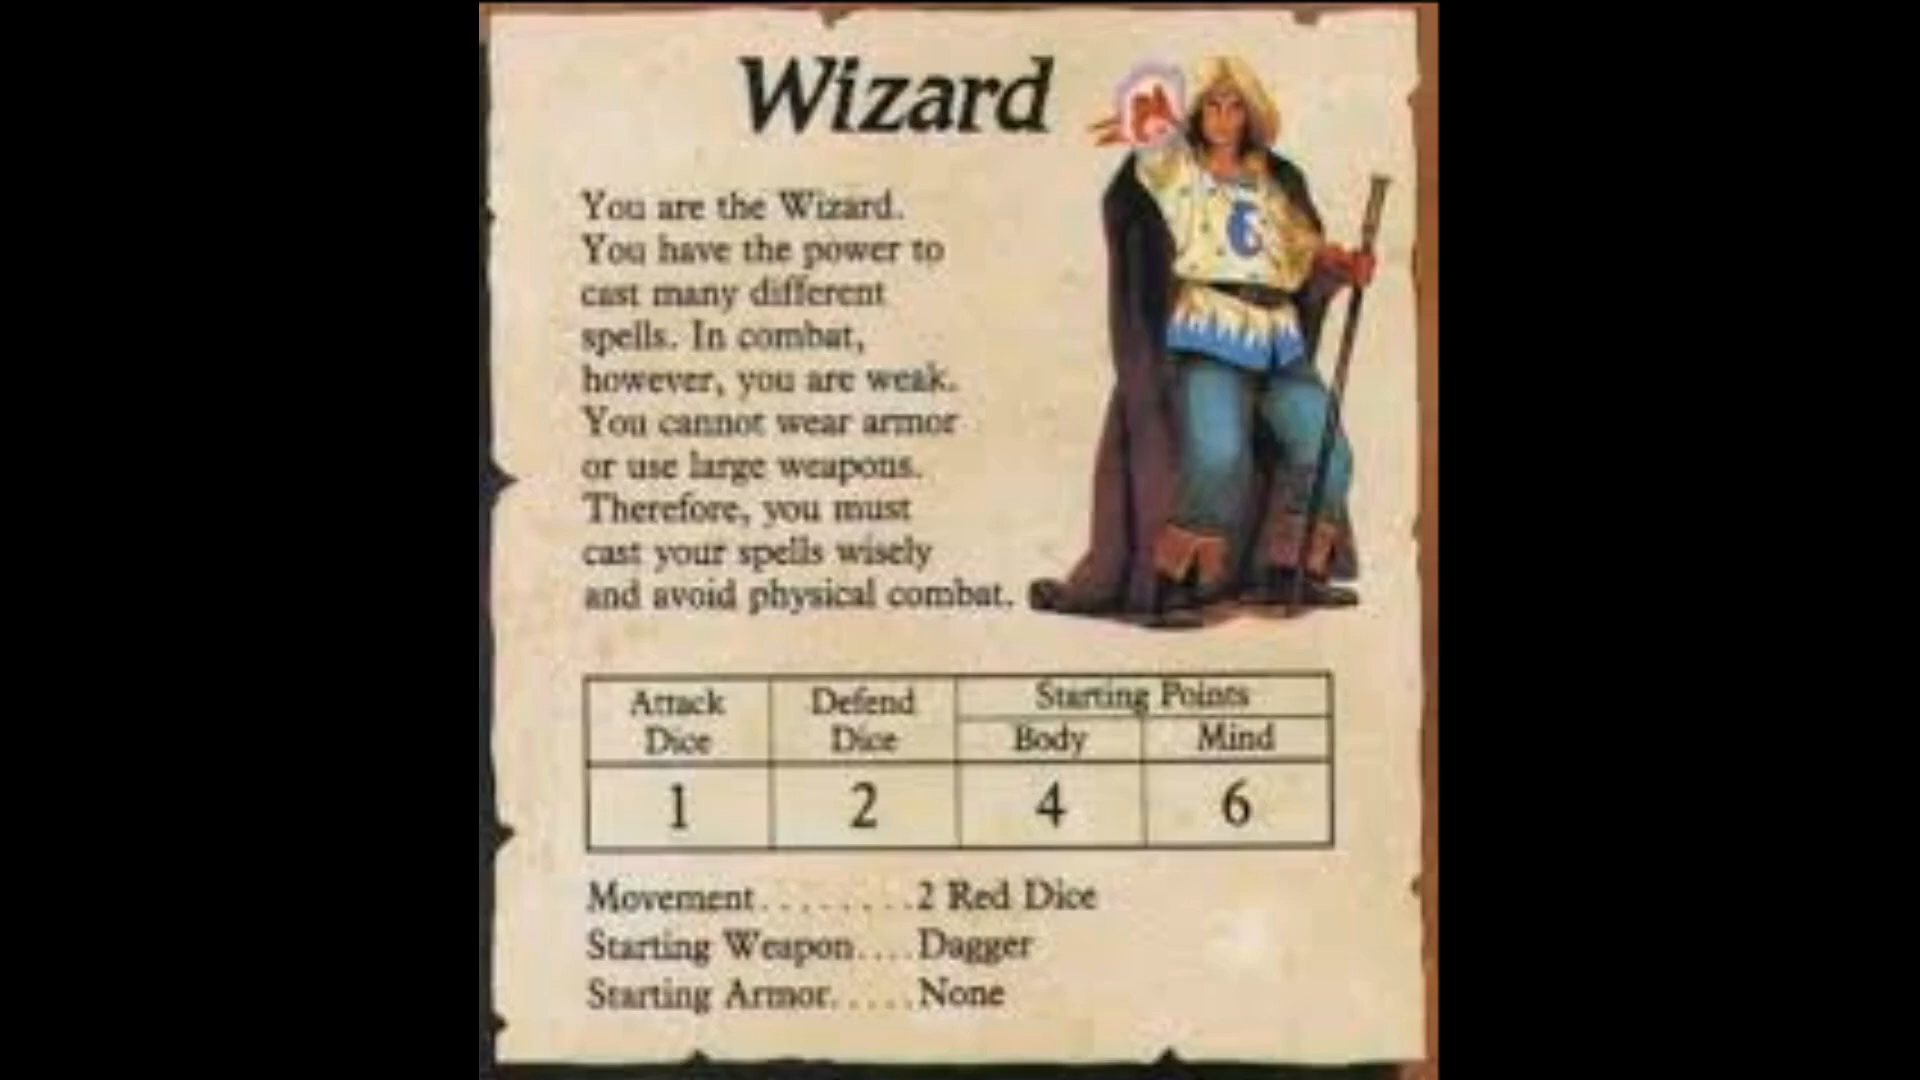 Wizard
You are the Wizard.
You have the power to
cast many different
spells. In combat,
however, you are weak.
You cannot wear armor
or use large weapons.
Therefore, you must
cast your spells wisely
and avoid physical combat.
Attack Dice Defend Dice Starting Points
Body Mind
1 2 4 6
Movement........2 Red Dice
Starting Weapon....Dagger
Starting Armor.....None